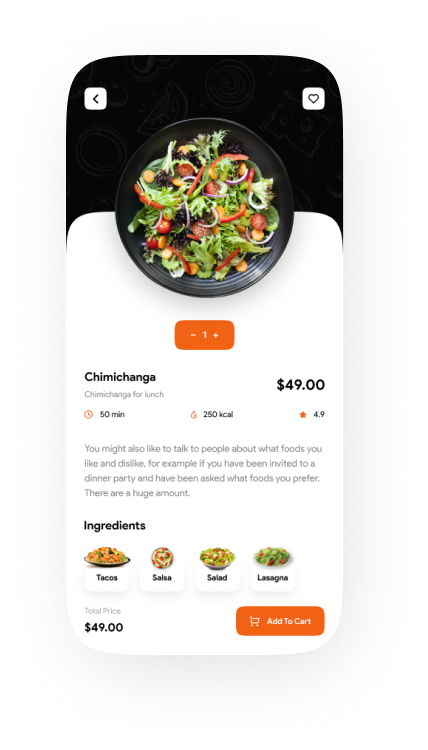 − 1 +
Chimichanga
Chimichanga for lunch
$49.00
50 min
250 kcal
4.9
You might also like to talk to people about what foods you
like and dislike, for example if you have been invited to a
dinner party and have been asked what foods you prefer.
There are a huge amount.
Ingredients
Tacos
Salsa
Salad
Lasagna
Total Price
$49.00
Add To Cart